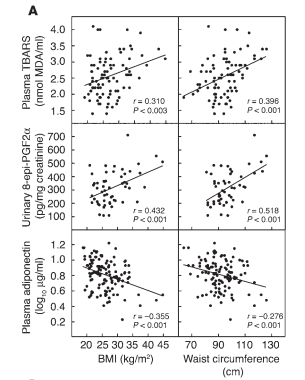 A
Plasma TBARS
(nmol MDA/ml)
4.0
3.5
3.0
2.5
2.0
1.5
r = 0.310
P < 0.003
r = 0.396
P < 0.001
Urinary 8-epi-PGF2α
(pg/mg creatinine)
700
600
500
400
300
200
100
r = 0.432
P < 0.001
r = 0.518
P < 0.001
Plasma adiponectin
(log10 μg/ml)
1.2
1.0
0.8
0.6
0.4
0.2
r = −0.355
P < 0.001
r = −0.276
P < 0.001
20 25 30 35 40 45
70 90 110 130
BMI (kg/m²)
Waist circumference
(cm)